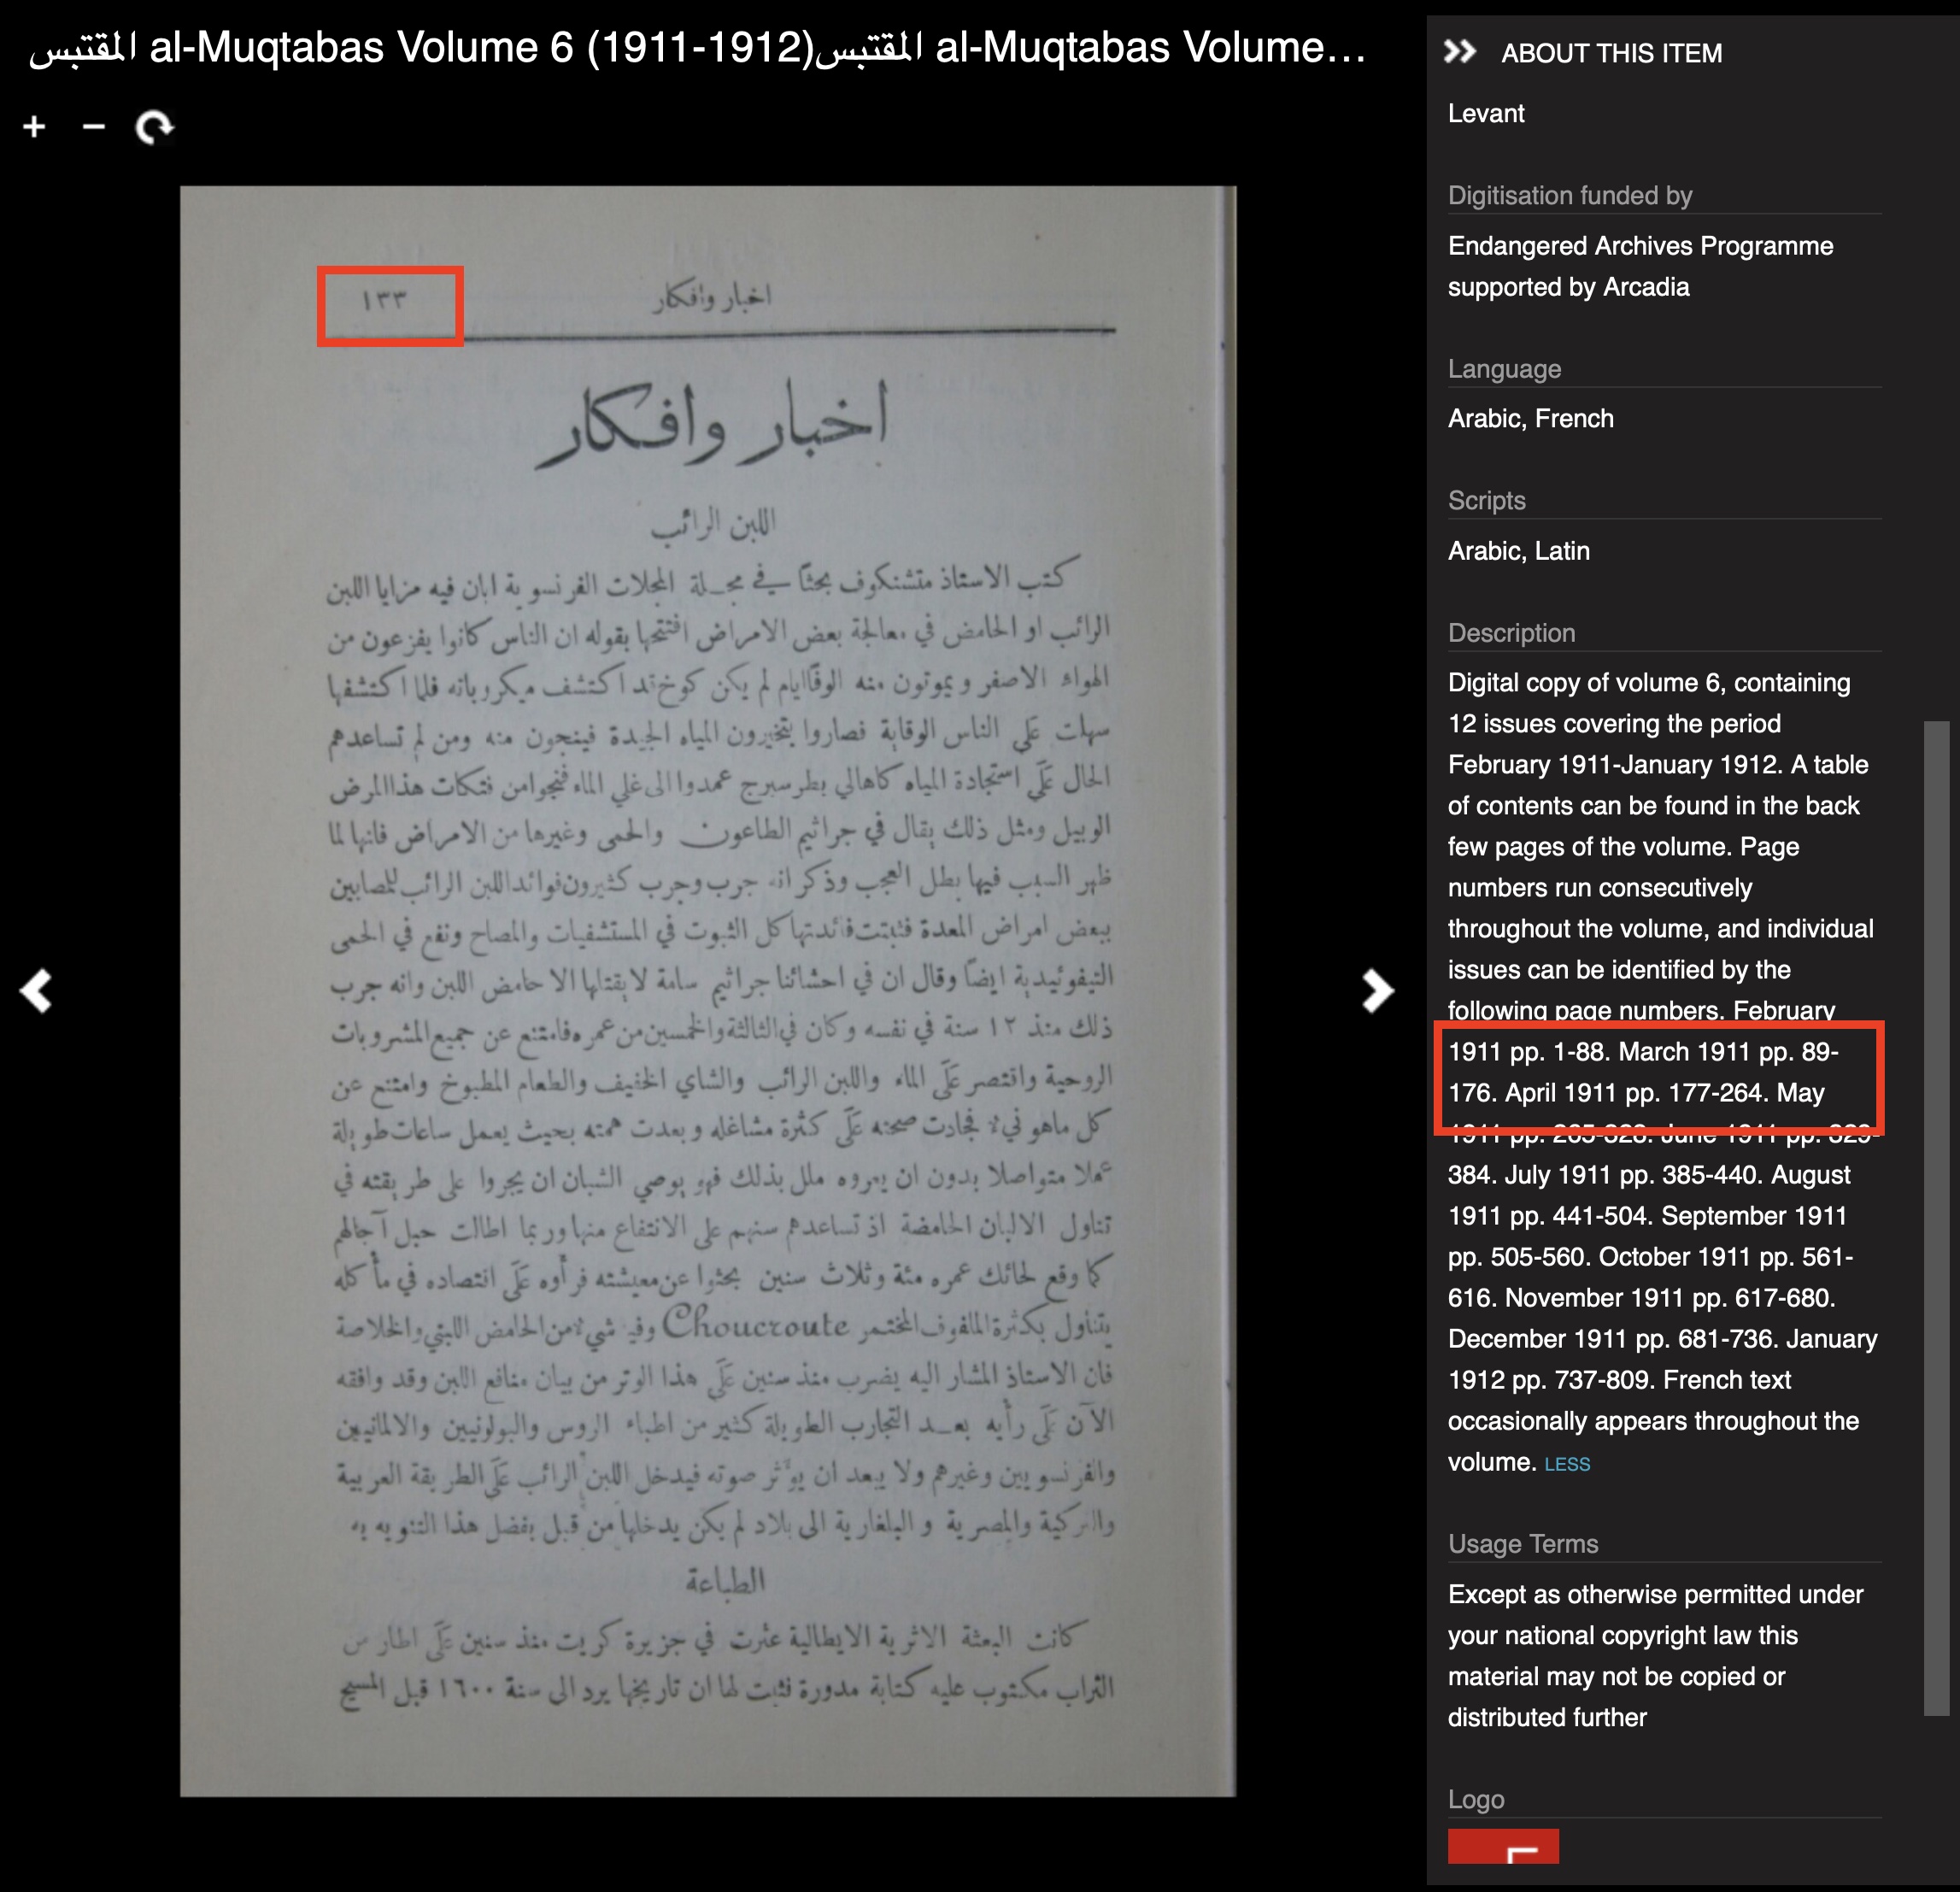 المقتبس al-Muqtabas Volume 6 (1911-1912)المقتبس al-Muqtabas Volume…
١٣٣
اخبار وافكار
اخبار وافكار
اللبن الرائب
كتب الاستاذ متشنكوف بحثاً في مجلة المجلات الفرنسوية ابان فيه مزايا اللبن
الرائب او الحامض في معالجة بعض الامراض افتتحها بقوله ان الناس كانوا يفزعون من
الهواء الاصفر ويموتون منه الوفاً ايام لم يكن كوخ قد اكتشف ميكروباته فلما اكتشفها
سهلت على الناس الوقاية فصاروا يتخيرون المياه الجيدة فينجون منه ومن لم تساعدهم
الحال على استجادة المياه كاهالي بطرسبرج عمدوا الى غلي الماء فنجوا من فتكات هذا المرض
الوبيل ومثل ذلك يقال في جراثيم الطاعون والحمى وغيرها من الامراض فانها لما
ظهر السبب فيها بطل العجب وذكر انه جرب وجرب كثيرون فوائد اللبن الرائب للمصابين
ببعض امراض المعدة فثبتت فائدتها كل الثبوت في المستشفيات والمصاح ونفع في الحمى
التيفوئيدية ايضاً وقال ان في احشائنا جراثيم سامة لا يقتلها الا حامض اللبن وانه جرب
ذلك منذ ١٢ سنة في نفسه وكان في الثالثة والخمسين من عمره فامتنع عن جميع المشروبات
الروحية واقتصر على الماء واللبن الرائب والشاي الخفيف والطعام المطبوخ وامتنع عن
كل ماهو نيء فجادت صحته على كثرة مشاغله وبعدت همته بحيث يعمل ساعات طويلة
عملا متواصلا بدون ان يعروه ملل بذلك فهو يوصي الشبان ان يجروا على طريقته في
تناول الالبان الحامضة اذ تساعدهم سنهم على الانتفاع منها وربما اطالت حبل آجالهم
كما وقع لحائك عمره مئة وثلاث سنين بحثوا عن معيشته فرأوه على اقتصاده في مأكله
يتناول بكثرة الملفوف المختمر Choucroute وفيه شيء من الحامض اللبني والخلاصة
فان الاستاذ المشار اليه يضرب منذ سنين على هذا الوتر من بيان منافع اللبن وقد وافقه
الآن على رأيه بعد التجارب الطويلة كثير من اطباء الروس والبولونيين والالمانيين
والفرنسويين وغيرهم ولا يبعد ان يؤثر صوته فيدخل اللبن الرائب على الطريقة العربية
والتركية والمصرية و البلغارية الى بلاد لم يكن يدخلها من قبل بفضل هذا التنويه به
الطباعة
كانت البعثة الاثرية الايطالية عثرت في جزيرة كريت منذ سنين على اطار من
التراب مكتوب عليه كتابة مدورة فثبت لها ان تاريخها يرد الى سنة ١٦٠٠ قبل المسيح
ABOUT THIS ITEM
Levant
Digitisation funded by
Endangered Archives Programme
supported by Arcadia
Language
Arabic, French
Scripts
Arabic, Latin
Description
Digital copy of volume 6, containing
12 issues covering the period
February 1911-January 1912. A table
of contents can be found in the back
few pages of the volume. Page
numbers run consecutively
throughout the volume, and individual
issues can be identified by the
following page numbers. February
1911 pp. 1-88. March 1911 pp. 89-
176. April 1911 pp. 177-264. May
1911 pp. 265-328. June 1911 pp. 329-
384. July 1911 pp. 385-440. August
1911 pp. 441-504. September 1911
pp. 505-560. October 1911 pp. 561-
616. November 1911 pp. 617-680.
December 1911 pp. 681-736. January
1912 pp. 737-809. French text
occasionally appears throughout the
volume. LESS
Usage Terms
Except as otherwise permitted under
your national copyright law this
material may not be copied or
distributed further
Logo